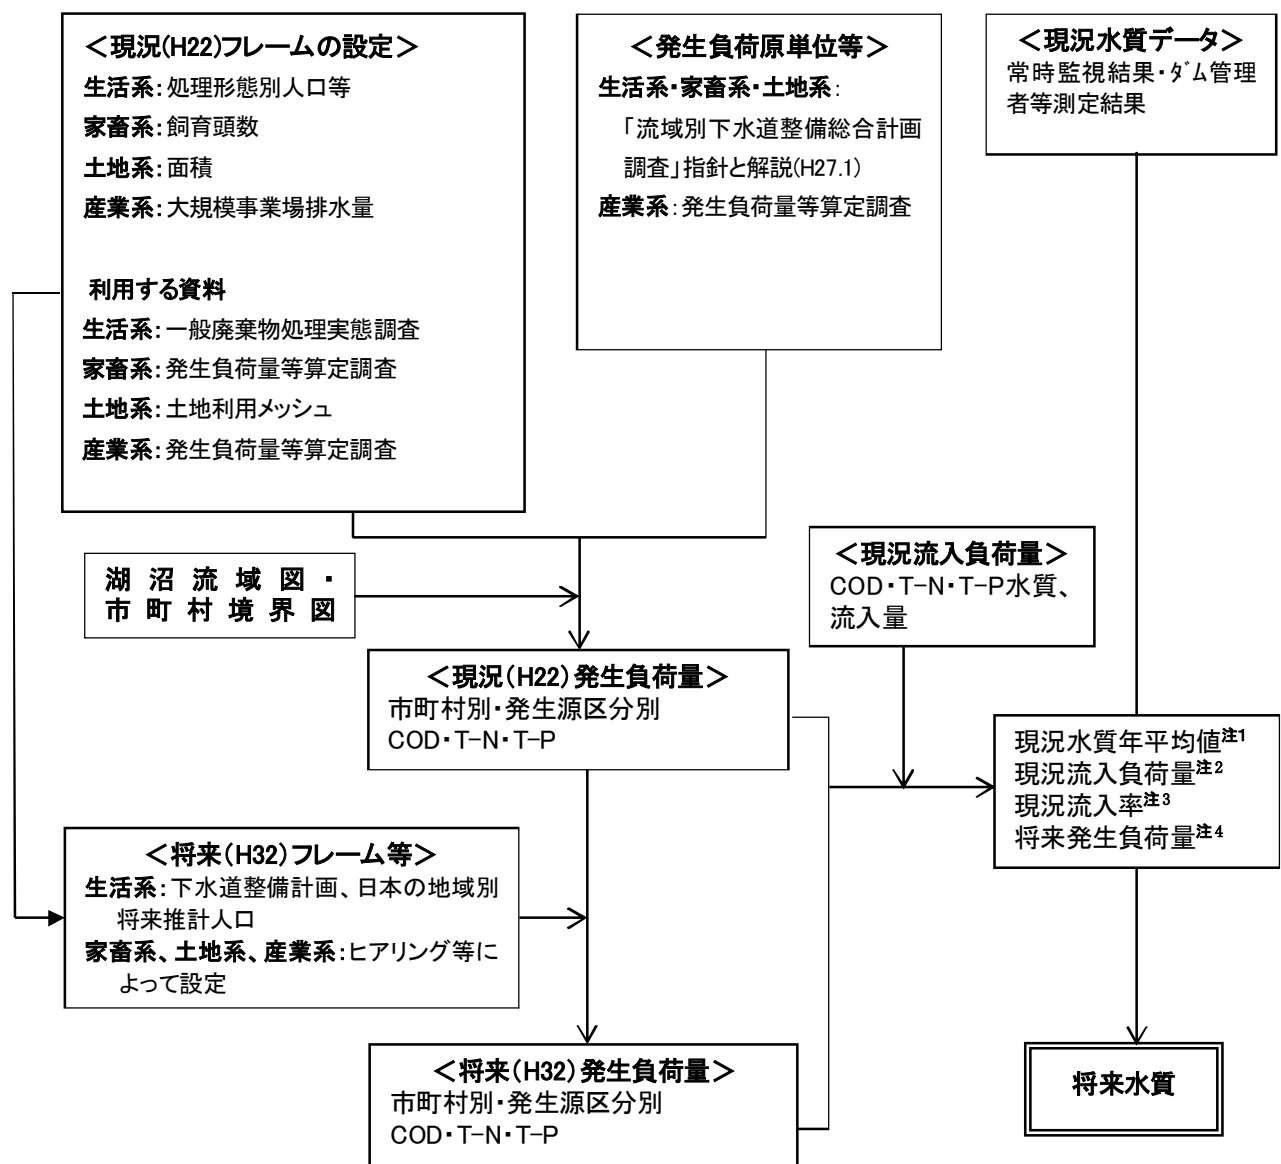 ＜現況(H22)フレームの設定＞
生活系：処理形態別人口等
家畜系：飼育頭数
土地系：面積
産業系：大規模事業場排水量
利用する資料
生活系：一般廃棄物処理実態調査
家畜系：発生負荷量等算定調査
土地系：土地利用メッシュ
産業系：発生負荷量等算定調査
＜発生負荷原単位等＞
生活系・家畜系・土地系：
「流域別下水道整備総合計画
調査」指針と解説(H27.1)
産業系：発生負荷量等算定調査
＜現況水質データ＞
常時監視結果・ダム管理
者等測定結果
湖沼流域図・
市町村境界図
＜現況流入負荷量＞
COD・T-N・T-P水質、
流入量
＜現況(H22)発生負荷量＞
市町村別・発生源区分別
COD・T-N・T-P
現況水質年平均値注1
現況流入負荷量注2
現況流入率注3
将来発生負荷量注4
＜将来(H32)フレーム等＞
生活系：下水道整備計画、日本の地域別
将来推計人口
家畜系、土地系、産業系：ヒアリング等に
よって設定
＜将来(H32)発生負荷量＞
市町村別・発生源区分別
COD・T-N・T-P
将来水質